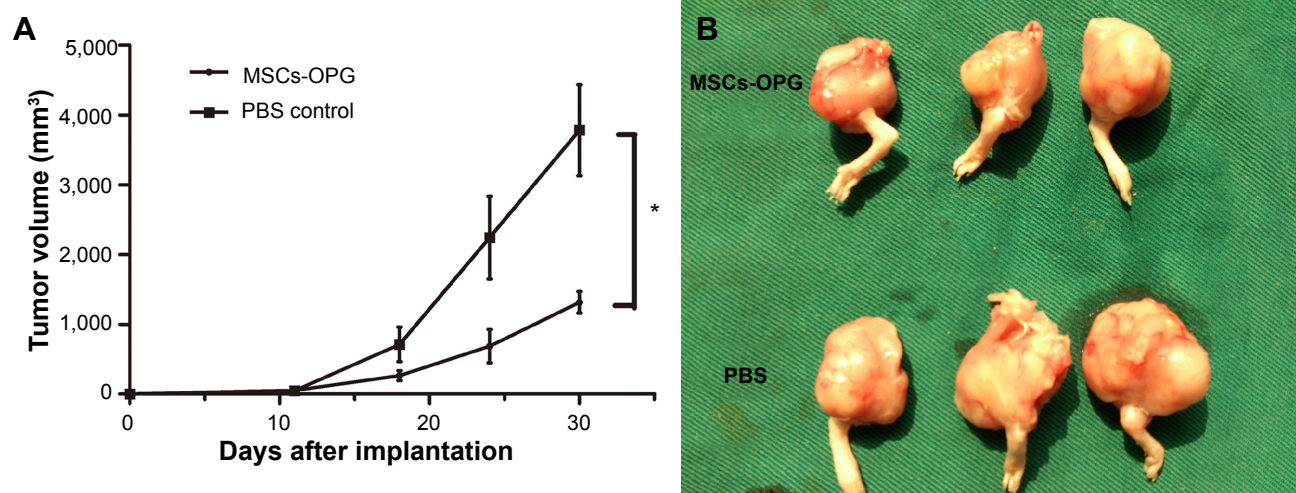 A
5,000
4,000
3,000
2,000
1,000
0
Tumor volume (mm³)
MSCs-OPG
PBS control
*
0 10 20 30
Days after implantation
B
MSCs-OPG
PBS